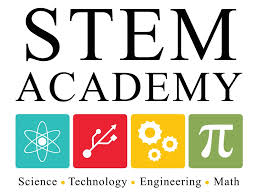 STEM
ACADEMY
π
Science • Technology • Engineering • Math